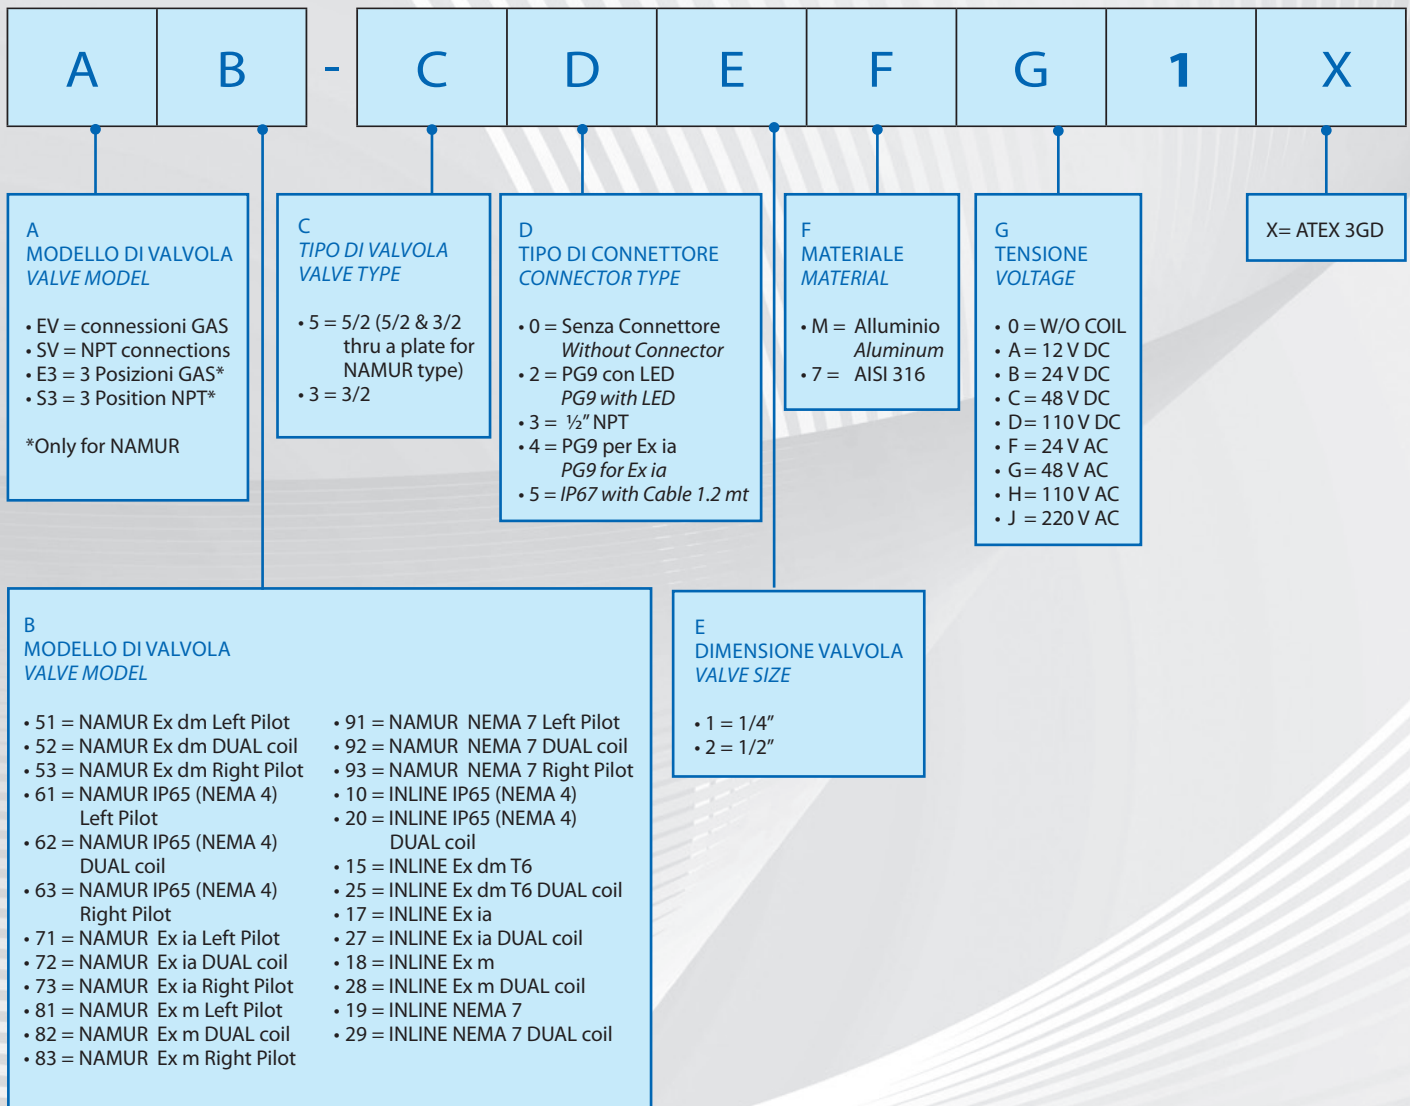 A B - C D E F G 1 X
A
MODELLO DI VALVOLA
VALVE MODEL
• EV = connessioni GAS
• SV = NPT connections
• E3 = 3 Posizioni GAS*
• S3 = 3 Position NPT*
*Only for NAMUR
C
TIPO DI VALVOLA
VALVE TYPE
• 5 = 5/2 (5/2 & 3/2
thru a plate for
NAMUR type)
• 3 = 3/2
D
TIPO DI CONNETTORE
CONNECTOR TYPE
• 0 = Senza Connettore
Without Connector
• 2 = PG9 con LED
PG9 with LED
• 3 = ½” NPT
• 4 = PG9 per Ex ia
PG9 for Ex ia
• 5 = IP67 with Cable 1.2 mt
F
MATERIALE
MATERIAL
• M = Alluminio
Aluminum
• 7 = AISI 316
G
TENSIONE
VOLTAGE
• 0 = W/O COIL
• A = 12 V DC
• B = 24 V DC
• C = 48 V DC
• D = 110 V DC
• F = 24 V AC
• G = 48 V AC
• H = 110 V AC
• J = 220 V AC
X= ATEX 3GD
B
MODELLO DI VALVOLA
VALVE MODEL
• 51 = NAMUR Ex dm Left Pilot
• 52 = NAMUR Ex dm DUAL coil
• 53 = NAMUR Ex dm Right Pilot
• 61 = NAMUR IP65 (NEMA 4)
Left Pilot
• 62 = NAMUR IP65 (NEMA 4)
DUAL coil
• 63 = NAMUR IP65 (NEMA 4)
Right Pilot
• 71 = NAMUR Ex ia Left Pilot
• 72 = NAMUR Ex ia DUAL coil
• 73 = NAMUR Ex ia Right Pilot
• 81 = NAMUR Ex m Left Pilot
• 82 = NAMUR Ex m DUAL coil
• 83 = NAMUR Ex m Right Pilot
• 91 = NAMUR NEMA 7 Left Pilot
• 92 = NAMUR NEMA 7 DUAL coil
• 93 = NAMUR NEMA 7 Right Pilot
• 10 = INLINE IP65 (NEMA 4)
• 20 = INLINE IP65 (NEMA 4)
DUAL coil
• 15 = INLINE Ex dm T6
• 25 = INLINE Ex dm T6 DUAL coil
• 17 = INLINE Ex ia
• 27 = INLINE Ex ia DUAL coil
• 18 = INLINE Ex m
• 28 = INLINE Ex m DUAL coil
• 19 = INLINE NEMA 7
• 29 = INLINE NEMA 7 DUAL coil
E
DIMENSIONE VALVOLA
VALVE SIZE
• 1 = 1/4”
• 2 = 1/2”